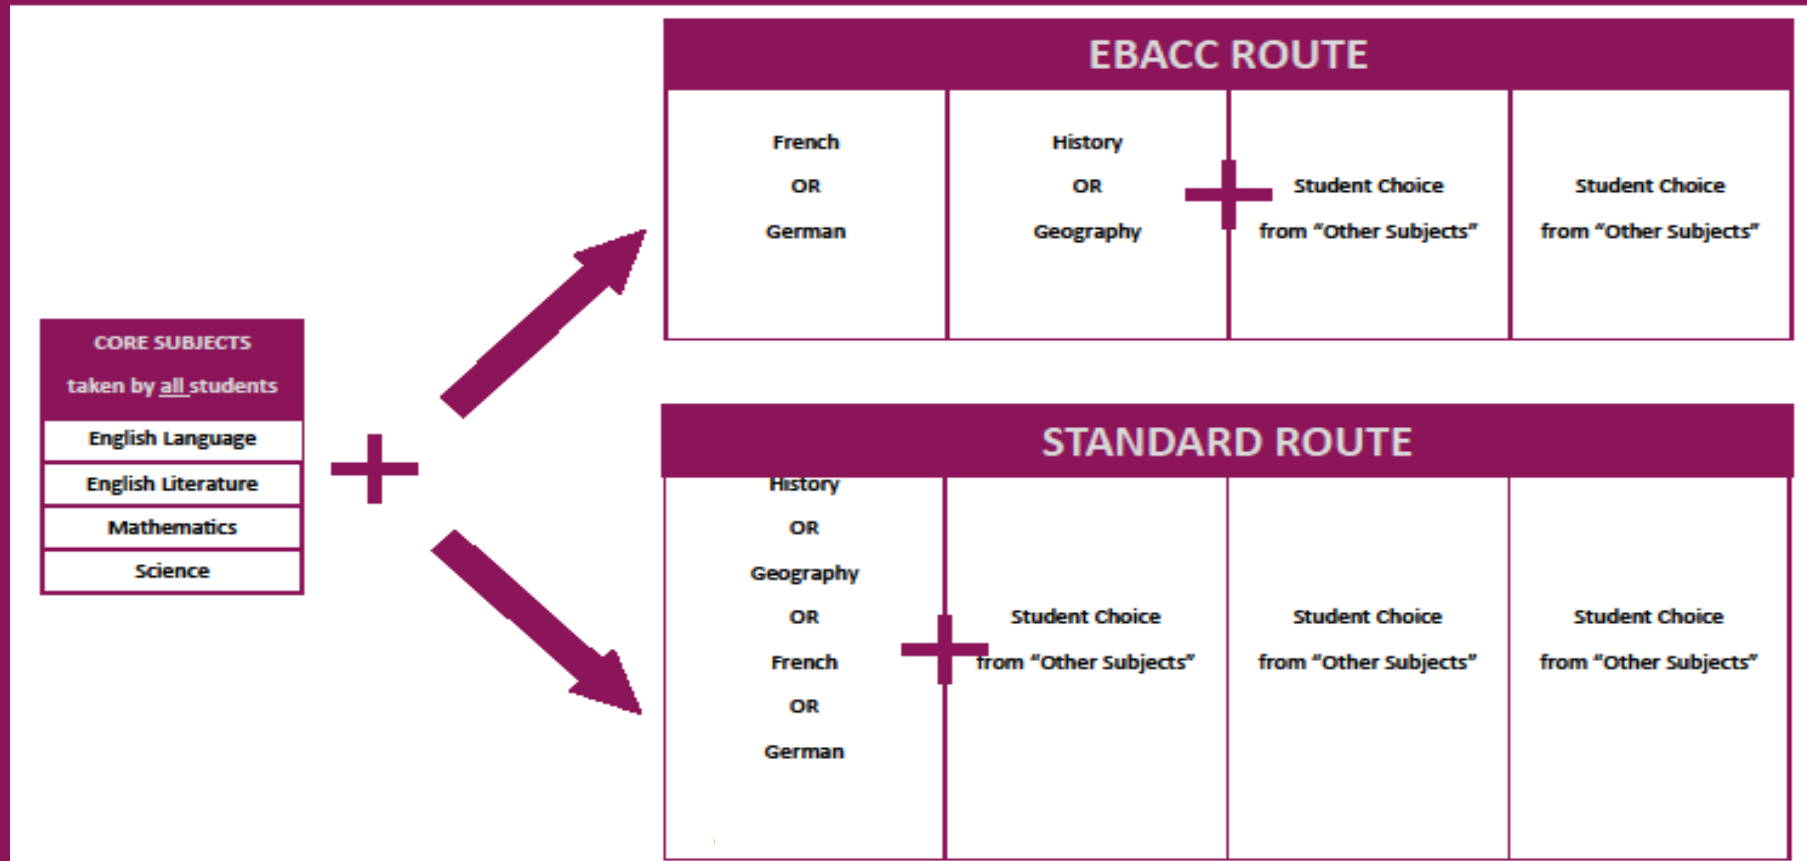 CORE SUBJECTS
taken by all students
English Language
English Literature
Mathematics
Science
EBACC ROUTE
French
OR
German
History
OR
Geography
Student Choice
from “Other Subjects”
Student Choice
from “Other Subjects”
STANDARD ROUTE
History
OR
Geography
OR
French
OR
German
Student Choice
from “Other Subjects”
Student Choice
from “Other Subjects”
Student Choice
from “Other Subjects”